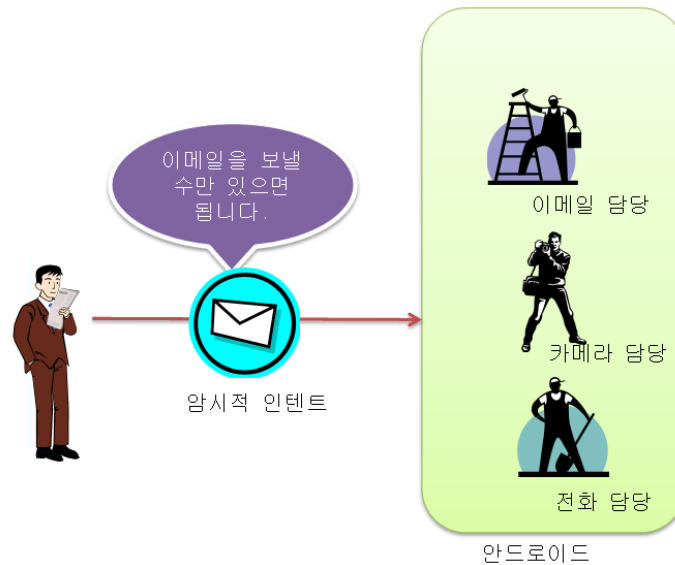 이메일을 보낼
수만 있으면
됩니다.
암시적 인텐트
이메일 담당
카메라 담당
전화 담당
안드로이드